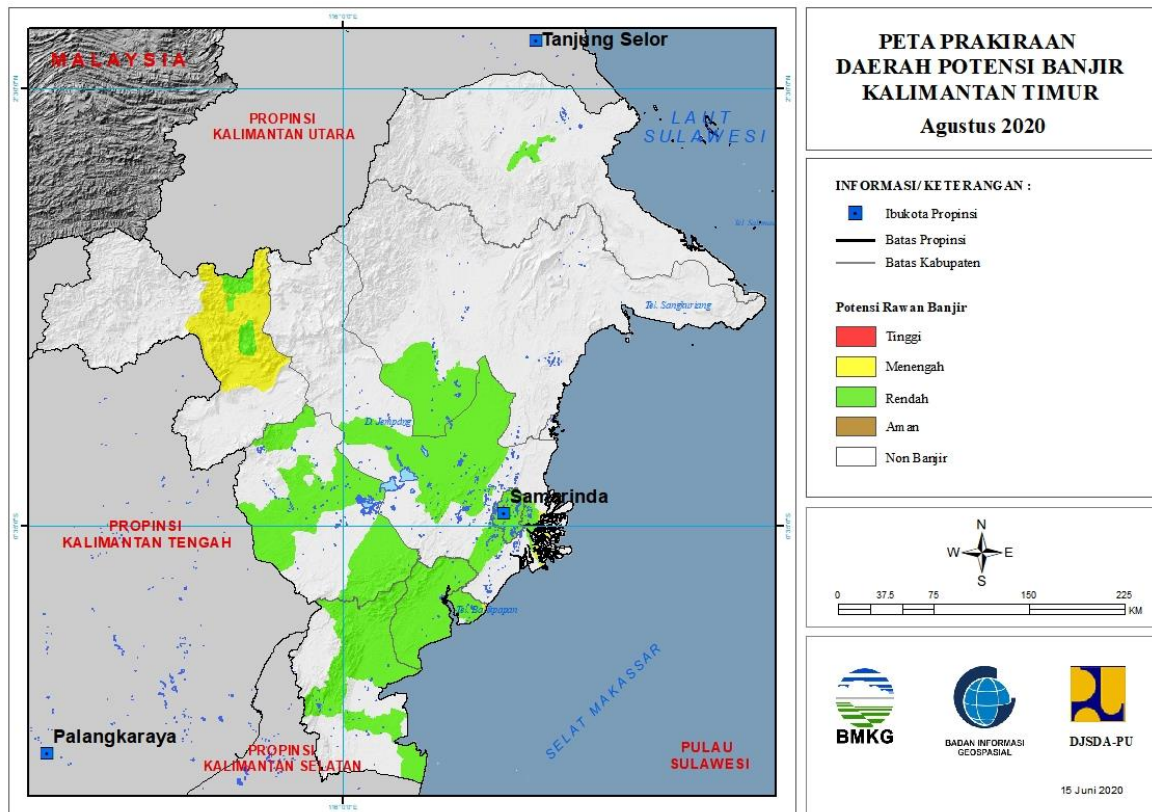 Tanjung Selor
MALAYSIA
PROPINSI
KALIMANTAN UTARA
LAUT
SULAWESI
Tel. Sangkuriang
D. Jempang
Samarinda
PROPINSI
KALIMANTAN TENGAH
SELAT MAKASSAR
Palangkaraya
PROPINSI
KALIMANTAN SELATAN
PULAU
SULAWESI
PETA PRAKIRAAN
DAERAH POTENSI BANJIR
KALIMANTAN TIMUR
Agustus 2020
INFORMASI/ KETERANGAN :
Ibukota Propinsi
Batas Propinsi
Batas Kabupaten
Potensi Rawan Banjir
Tinggi
Menengah
Rendah
Aman
Non Banjir
N
W E
S
0 37.5 75 150 225
KM
BMKG
BADAN INFORMASI
GEOSPASIAL
DJSDA-PU
15 Juni 2020